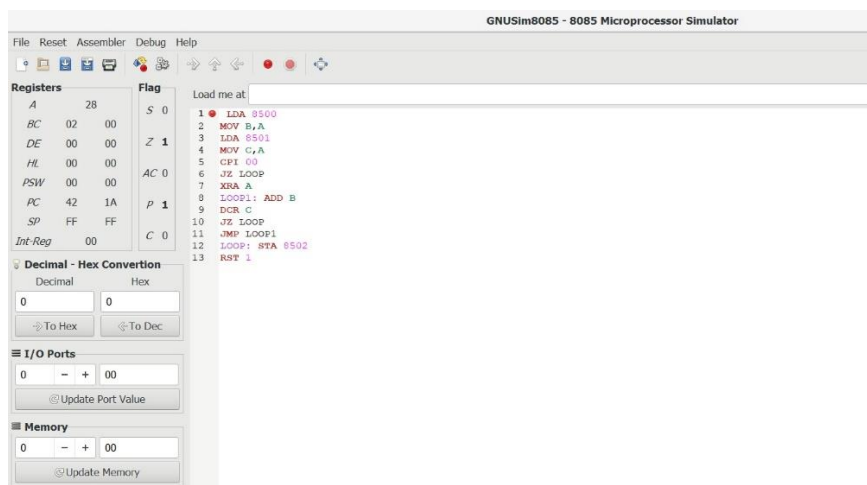 GNUSim8085 - 8085 Microprocessor Simulator
File Reset Assembler Debug Help
Registers
A 28
BC 02 00
DE 00 00
HL 00 00
PSW 00 00
PC 42 1A
SP FF FF
Int-Reg 00
Flag
S 0
Z 1
AC 0
P 1
C 0
Decimal - Hex Convertion
Decimal Hex
0 0
To Hex To Dec
I/O Ports
0 - + 00
Update Port Value
Memory
0 - + 00
Update Memory
Load me at
1 LDA 8500
2 MOV B,A
3 LDA 8501
4 MOV C,A
5 CPI 00
6 JZ LOOP
7 XRA A
8 LOOP1: ADD B
9 DCR C
10 JZ LOOP
11 JMP LOOP1
12 LOOP: STA 8502
13 RST 1